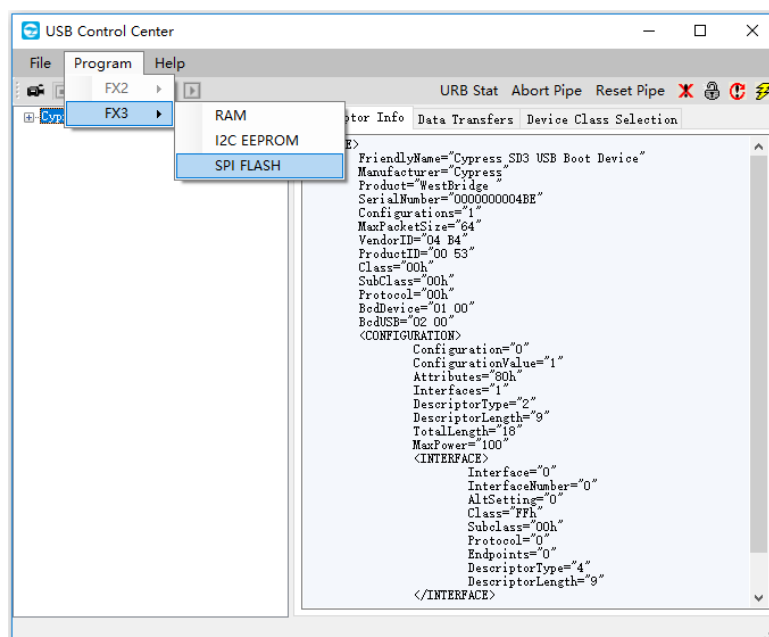 USB Control Center
File Program Help
URB Stat Abort Pipe Reset Pipe
FX2
FX3
RAM
I2C EEPROM
SPI FLASH
Info Data Transfers Device Class Selection
FriendlyName="Cypress SD3 USB Boot Device"
Manufacturer="Cypress"
Product="WestBridge "
SerialNumber="0000000004BE"
Configurations="1"
MaxPacketSize="64"
VendorID="04 B4"
ProductID="00 53"
Class="00h"
SubClass="00h"
Protocol="00h"
BcdDevice="01 00"
BcdUSB="02 00"
<CONFIGURATION>
Configuration="0"
ConfigurationValue="1"
Attributes="80h"
Interfaces="1"
DescriptorType="2"
DescriptorLength="9"
TotalLength="18"
MaxPower="100"
<INTERFACE>
Interface="0"
InterfaceNumber="0"
AltSetting="0"
Class="FFh"
Subclass="00h"
Protocol="0"
Endpoints="0"
DescriptorType="4"
DescriptorLength="9"
</INTERFACE>